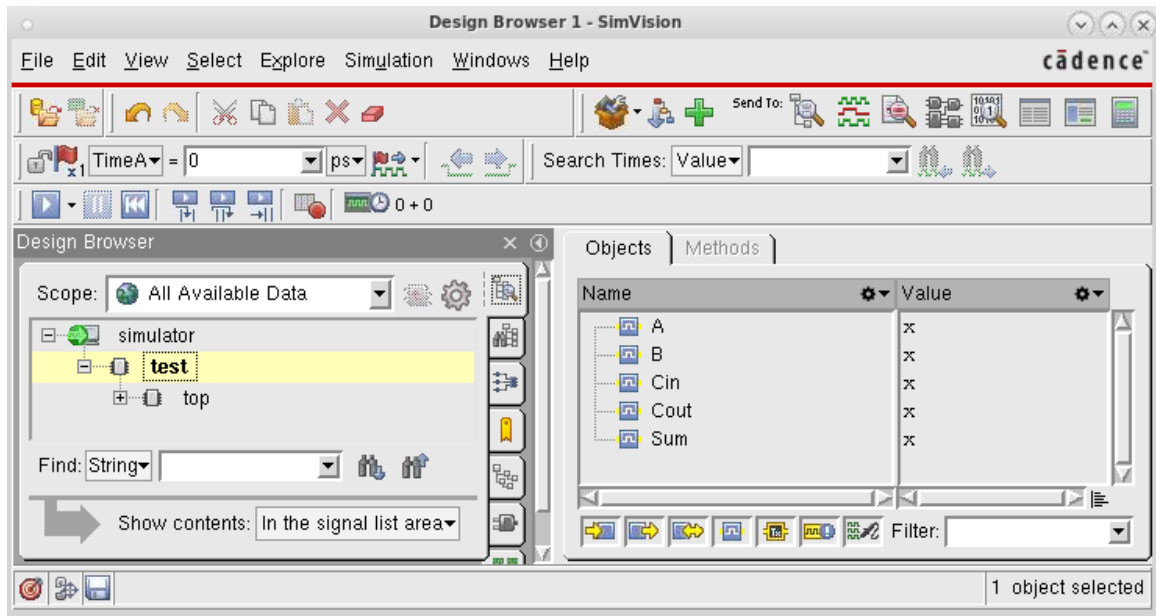 Design Browser 1 - SimVision
File Edit View Select Explore Simulation Windows Help cādence
Send To:
x1 TimeA = 0 ps Search Times: Value
0 + 0
Design Browser
Objects Methods
Scope: All Available Data
Name Value
simulator
test
top
A x
B x
Cin x
Cout x
Sum x
Find: String
Show contents: In the signal list area
Filter:
1 object selected